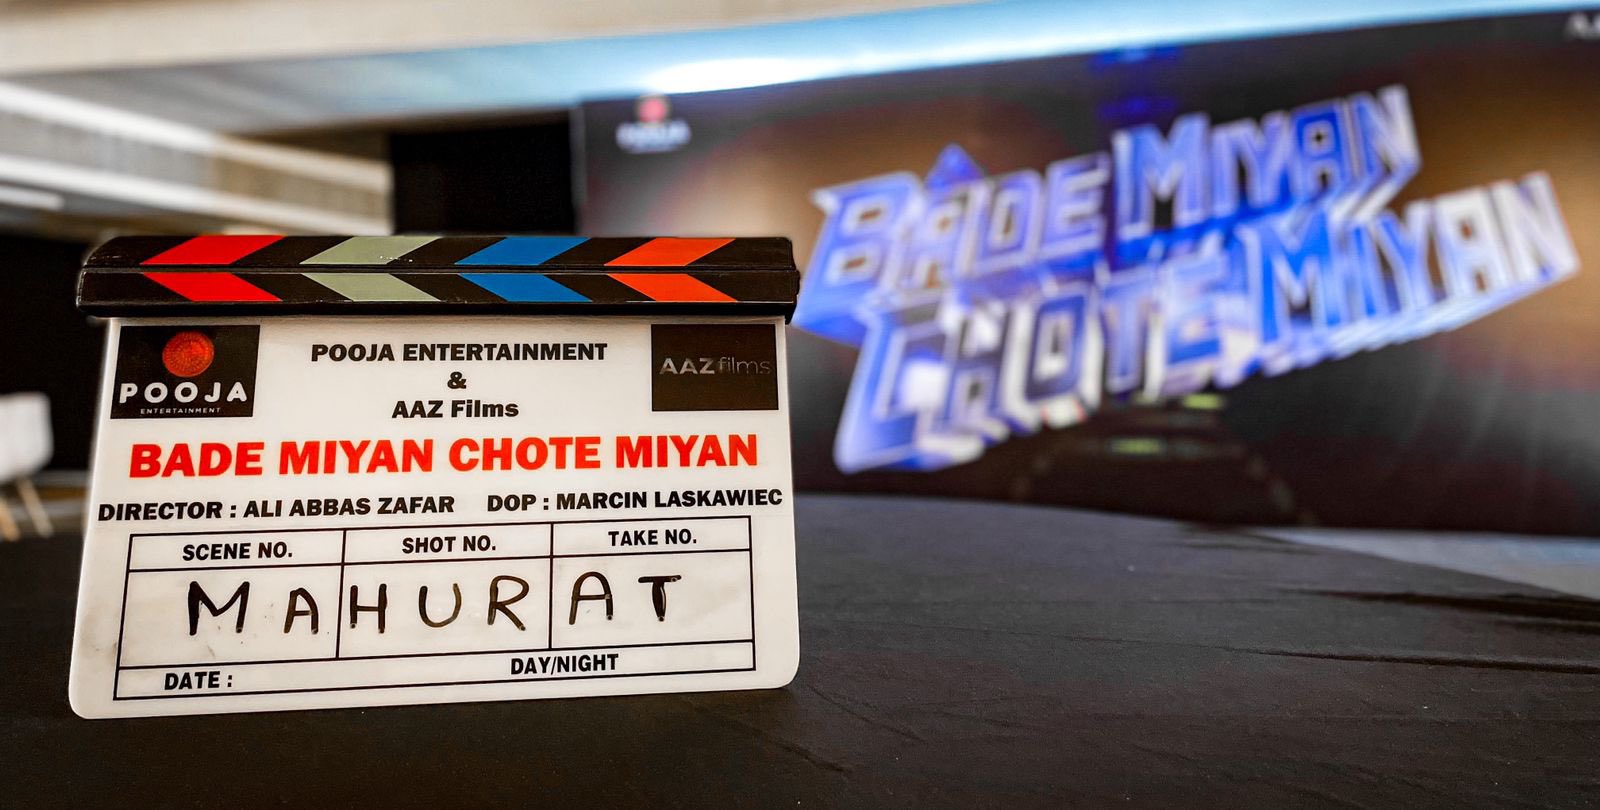 POOJA
ENTERTAINMENT
POOJA ENTERTAINMENT
&
AAZ Films
AAZ films
BADE MIYAN CHOTE MIYAN
DIRECTOR : ALI ABBAS ZAFAR DOP : MARCIN LASKAWIEC
SCENE NO. SHOT NO. TAKE NO.
MAHURAT
DATE : DAY/NIGHT
POOJA
BADE MIYAN
CHOTE MIYAN